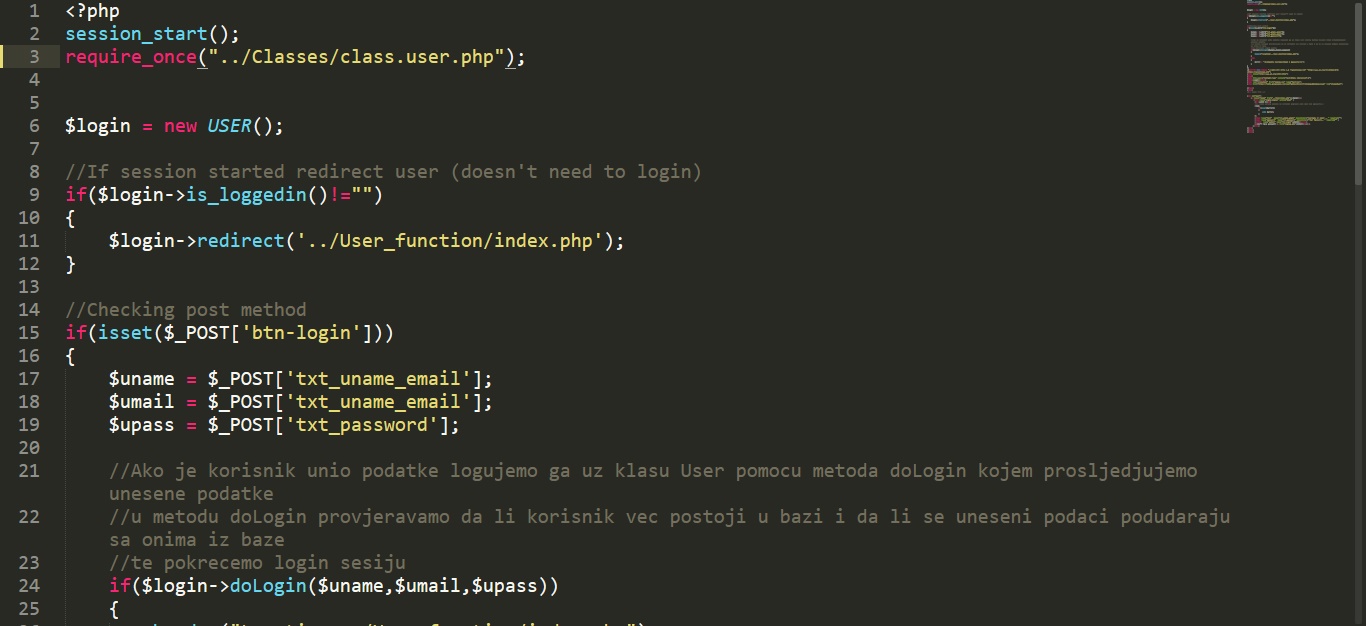 1 <?php
2 session_start();
3 require_once("../Classes/class.user.php");
4
5
6 $login = new USER();
7
8 //If session started redirect user (doesn't need to login)
9 if($login->is_loggedin()!="")
10 {
11 $login->redirect('../User_function/index.php');
12 }
13
14 //Checking post method
15 if(isset($_POST['btn-login']))
16 {
17 $uname = $_POST['txt_uname_email'];
18 $umail = $_POST['txt_uname_email'];
19 $upass = $_POST['txt_password'];
20
21 //Ako je korisnik unio podatke logujemo ga uz klasu User pomocu metoda doLogin kojem prosljedjujemo
unesene podatke
22 //u metodu doLogin provjeravamo da li korisnik vec postoji u bazi i da li se uneseni podaci podudaraju
sa onima iz baze
23 //te pokrecemo login sesiju
24 if($login->doLogin($uname,$umail,$upass))
25 {